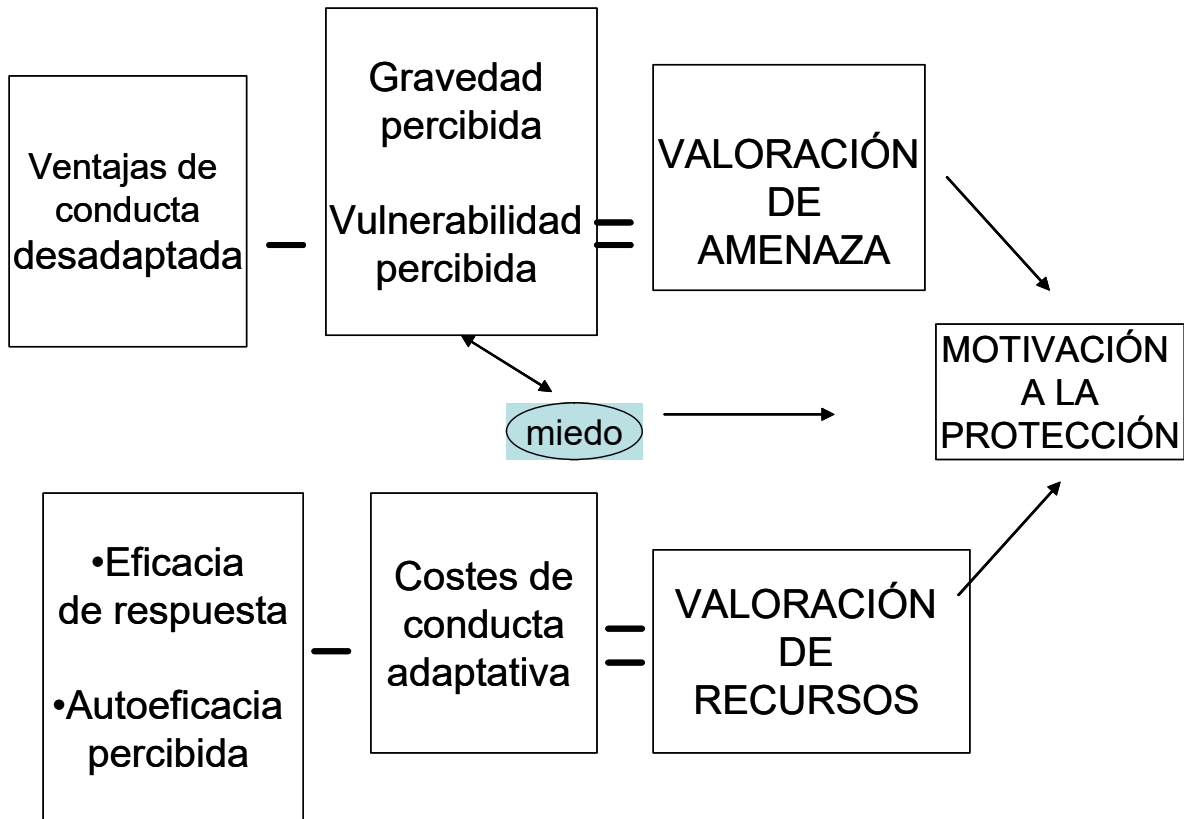 Ventajas de
conducta
desadaptada
Gravedad
percibida
Vulnerabilidad
percibida
VALORACIÓN
DE
AMENAZA
miedo
MOTIVACIÓN
A LA
PROTECCIÓN
•Eficacia
de respuesta
•Autoeficacia
percibida
Costes de
conducta
adaptativa
VALORACIÓN
DE
RECURSOS